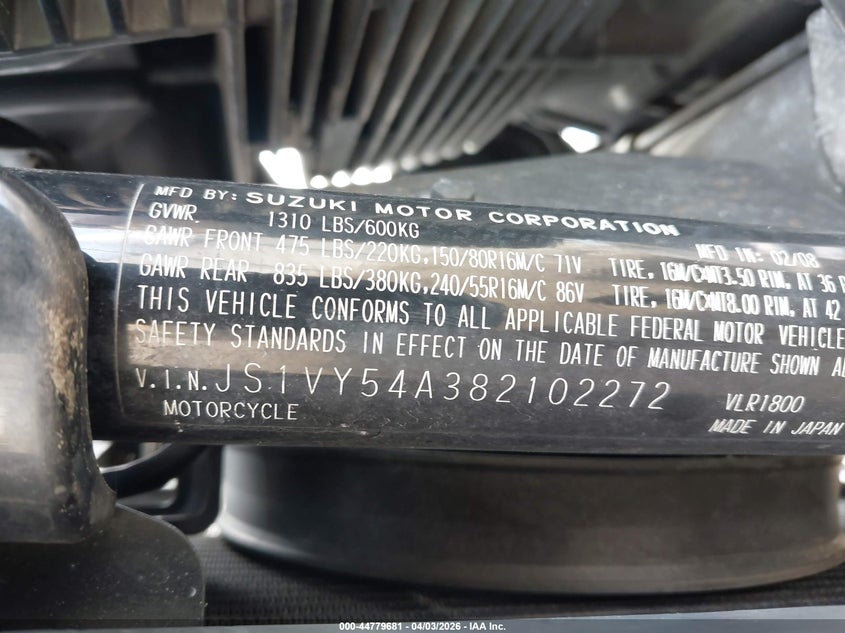 MFD BY: SUZUKI MOTOR CORPORATION
MFD IN: 02/08
GVWR. 1310 LBS/600KG
GAWR FRONT 475 LBS/220KG,150/80R16M/C 71V TIRE, 16M/C×MT3.50 RIM, AT 36
GAWR REAR 835 LBS/380KG,240/55R16M/C 86V TIRE, 16M/C×MT8.00 RIM, AT 42
THIS VEHICLE CONFORMS TO ALL APPLICABLE FEDERAL MOTOR VEHICLE
SAFETY STANDARDS IN EFFECT ON THE DATE OF MANUFACTURE SHOWN
V.I.N. JS1VY54A382102272 VLR1800
MOTORCYCLE MADE IN JAPAN
000-44779681 - 04/03/2026 - IAA Inc.